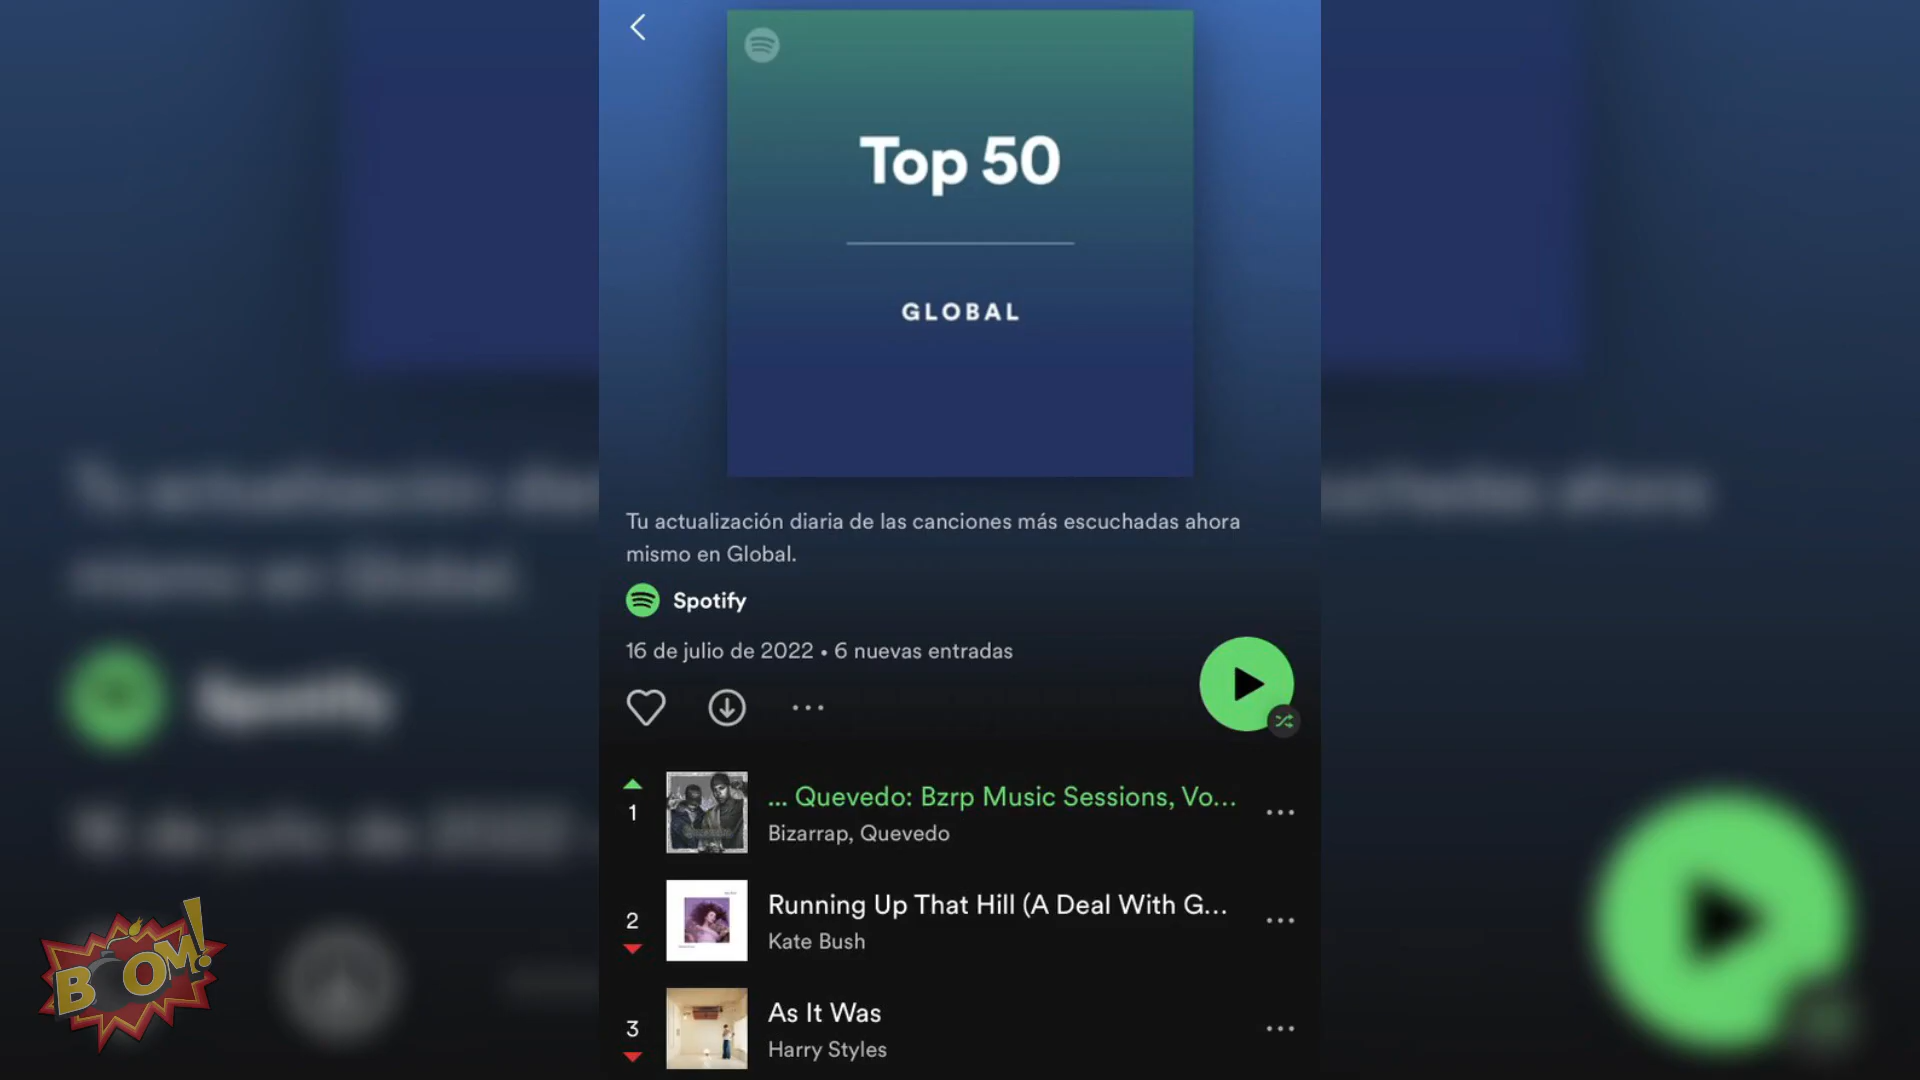 Top 50
GLOBAL
Tu actualización diaria de las canciones más escuchadas ahora
mismo en Global.
Spotify
16 de julio de 2022 • 6 nuevas entradas
1
... Quevedo: Bzrp Music Sessions, Vo...
Bizarrap, Quevedo
2
Running Up That Hill (A Deal With G...
Kate Bush
3
As It Was
Harry Styles
BOOM!